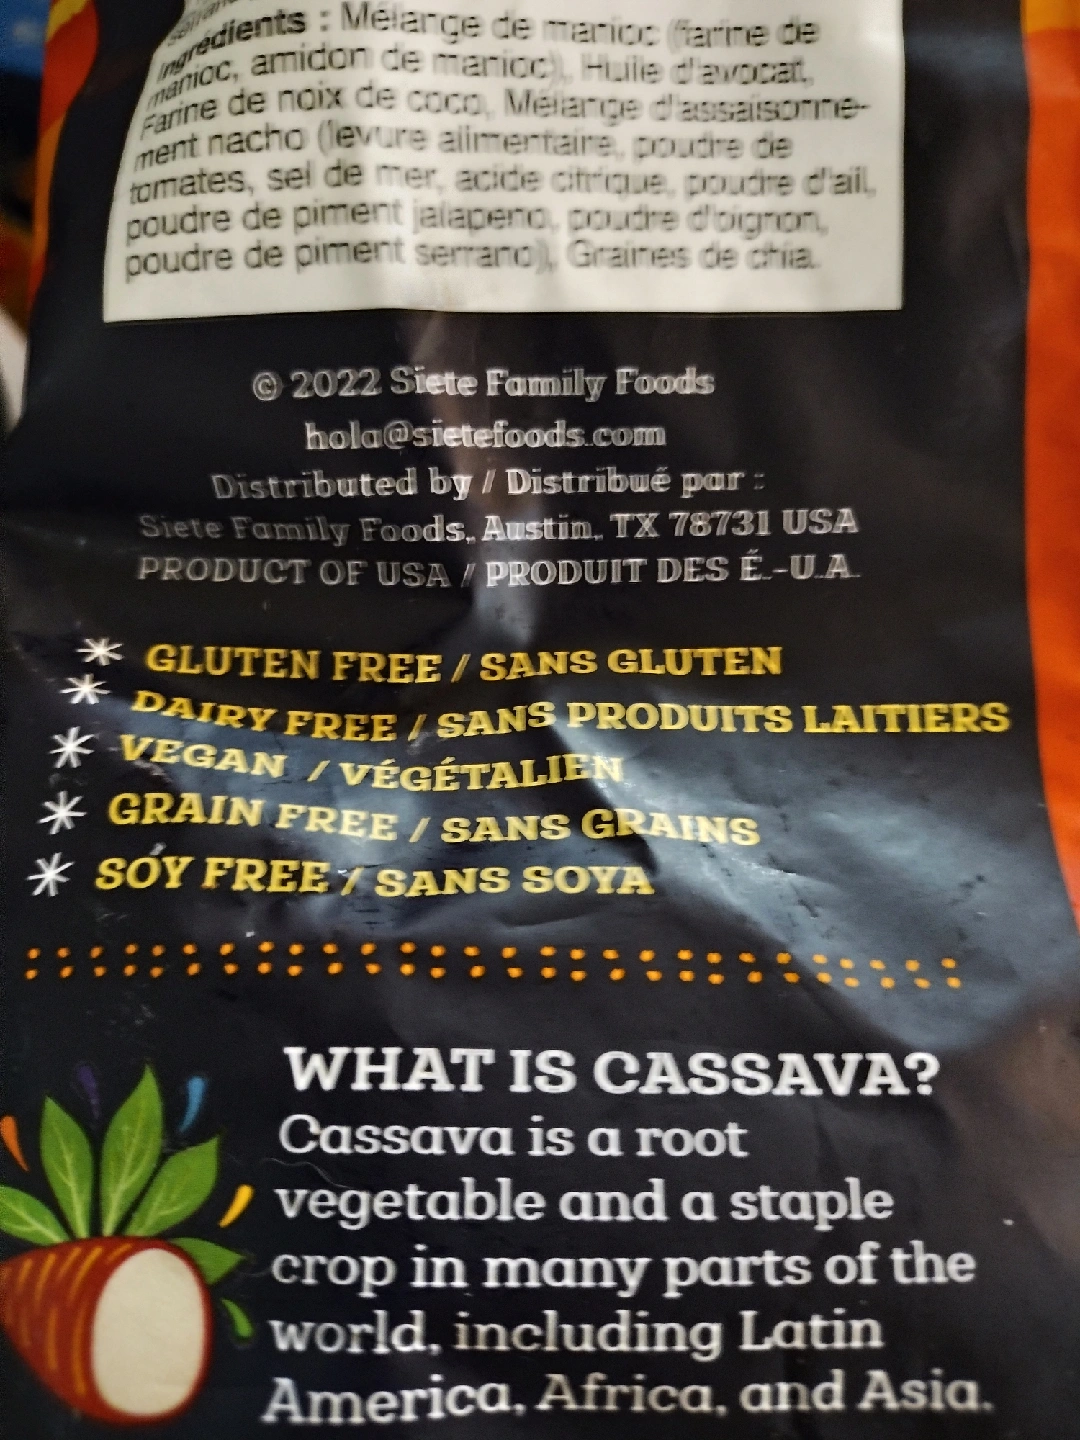 Ingrédients : Mélange de manioc (farine de
manioc, amidon de manioc), Huile d'avocat,
Farine de noix de coco, Mélange d'assaisonne-
ment nacho (levure alimentaire, poudre de
tomates, sel de mer, acide citrique, poudre d'ail,
poudre de piment jalapeno, poudre d'oignon,
poudre de piment serrano), Graines de chia.
© 2022 Siete Family Foods
hola@sietefoods.com
Distributed by / Distribué par :
Siete Family Foods, Austin, TX 78731 USA
PRODUCT OF USA / PRODUIT DES É.-U.A.
* GLUTEN FREE / SANS GLUTEN
* DAIRY FREE / SANS PRODUITS LAITIERS
* VEGAN / VÉGÉTALIEN
* GRAIN FREE / SANS GRAINS
* SOY FREE / SANS SOYA
WHAT IS CASSAVA?
Cassava is a root
vegetable and a staple
crop in many parts of the
world, including Latin
America, Africa, and Asia.